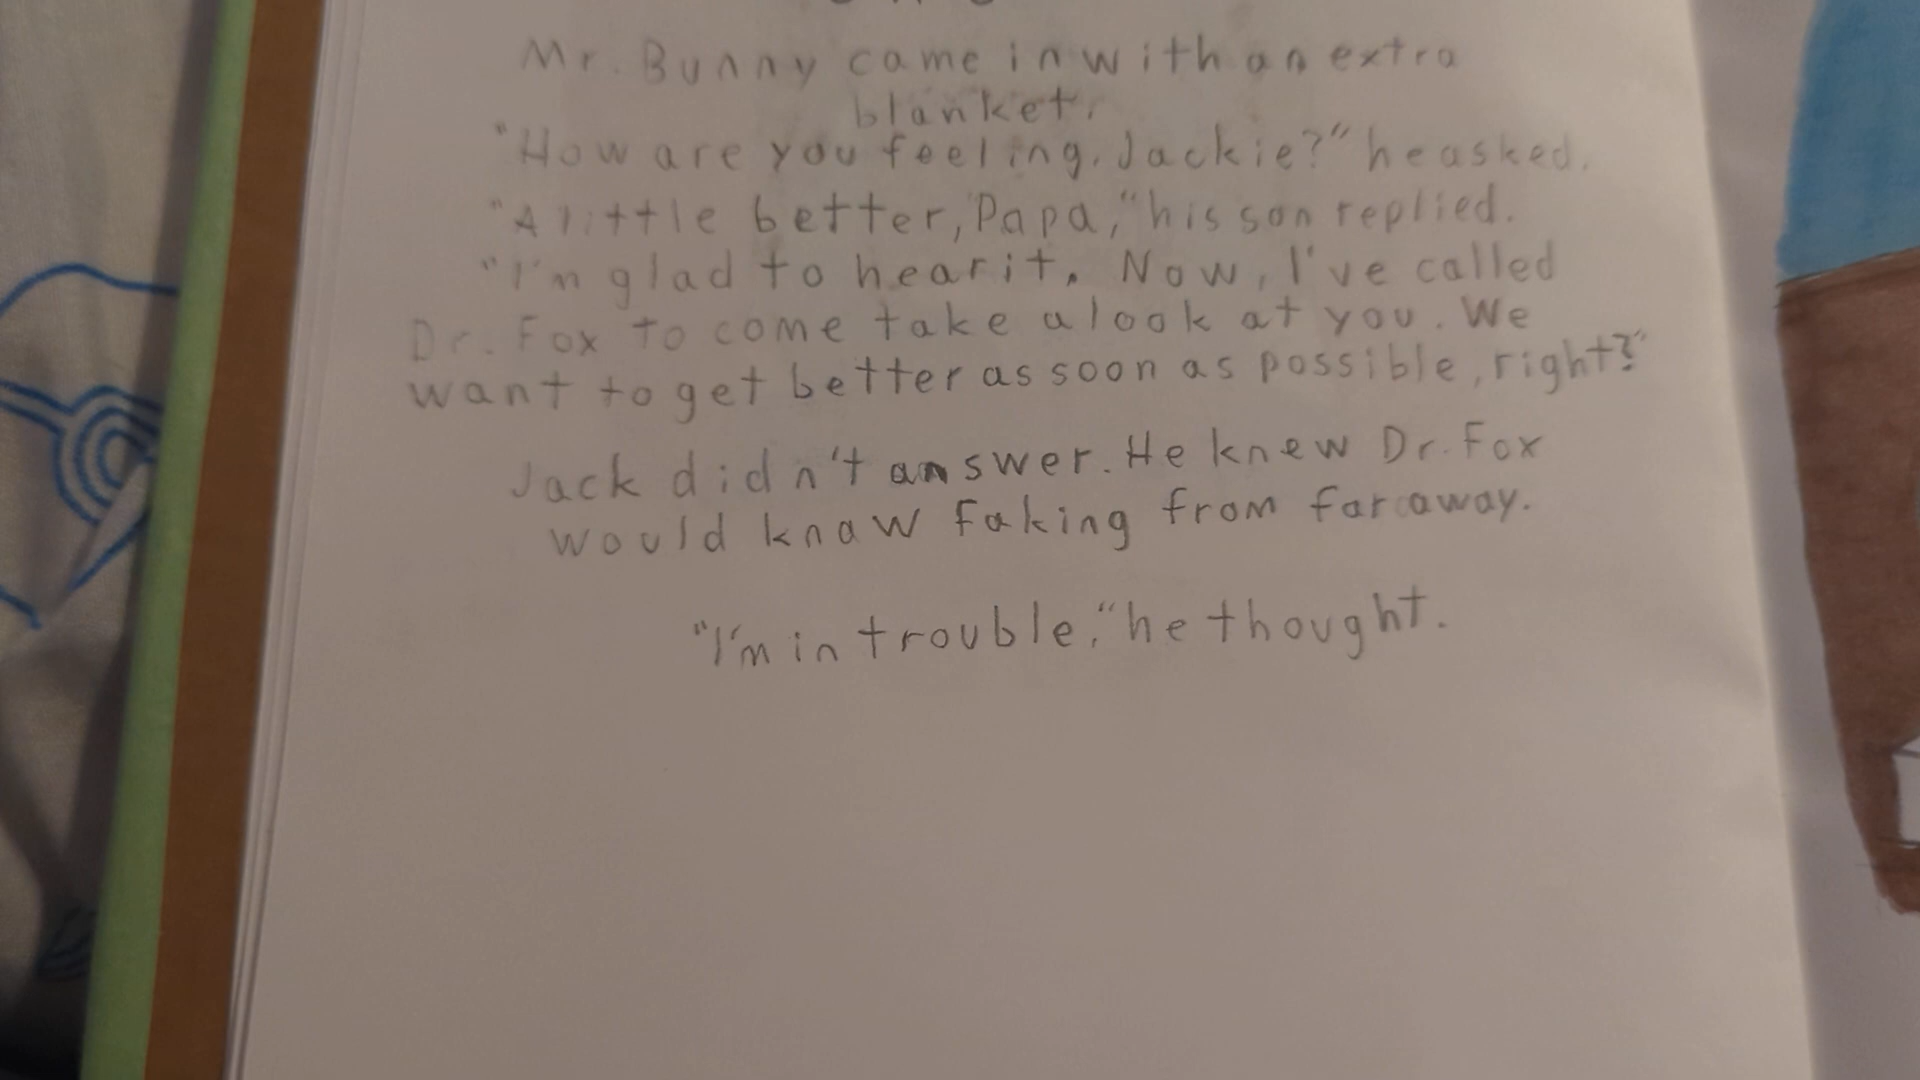 Mr. Bunny came in with an extra
blanket.
"How are you feeling, Jackie?" he asked.
"A little better, Papa," his son replied.
"I'm glad to hear it. Now, I've called
Dr. Fox to come take a look at you. We
want to get better as soon as possible, right?"
Jack didn't answer. He knew Dr. Fox
would know faking from far away.
"I'm in trouble," he thought.